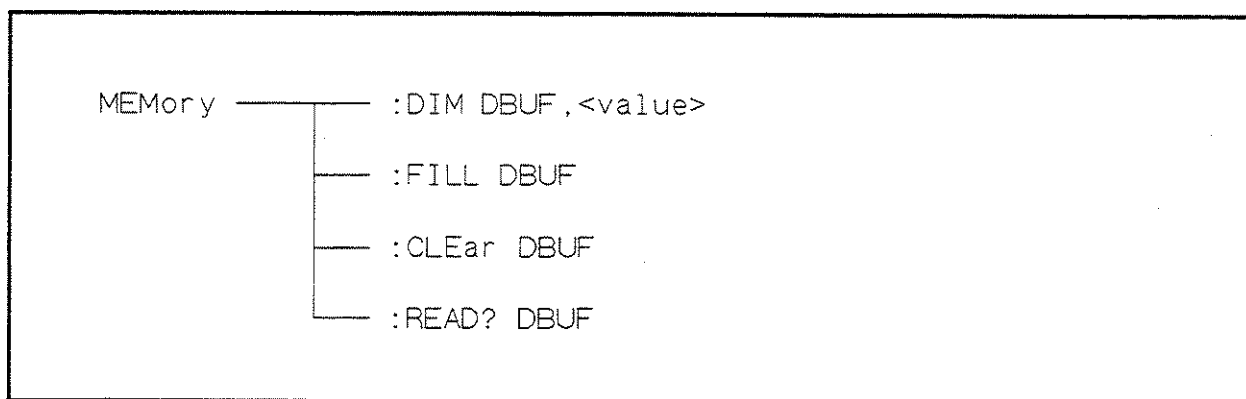 MEMory :DIM DBUF,<value>
:FILL DBUF
:CLEar DBUF
:READ? DBUF